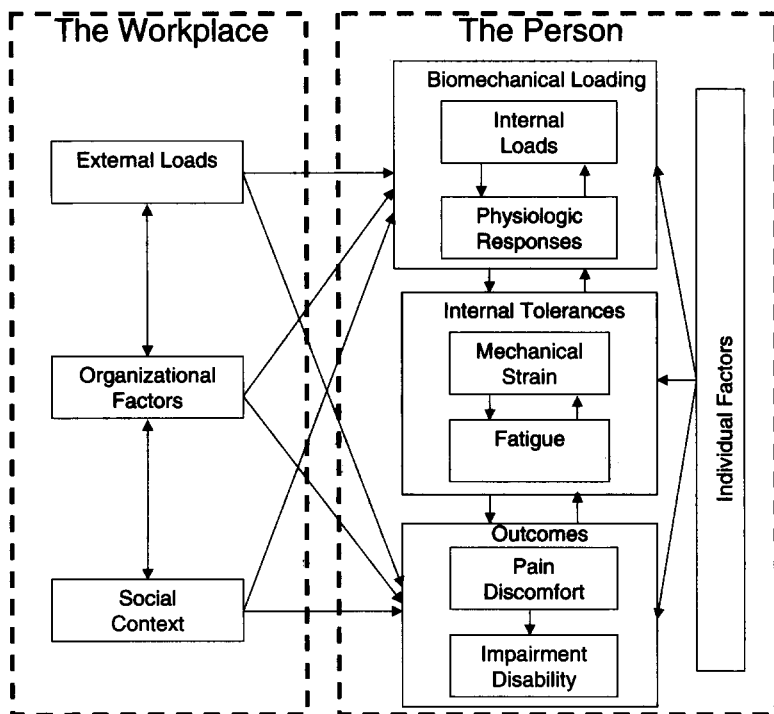 The Workplace
External Loads
Organizational
Factors
Social
Context
The Person
Biomechanical Loading
Internal
Loads
Physiologic
Responses
Internal Tolerances
Mechanical
Strain
Fatigue
Outcomes
Pain
Discomfort
Impairment
Disability
Individual Factors